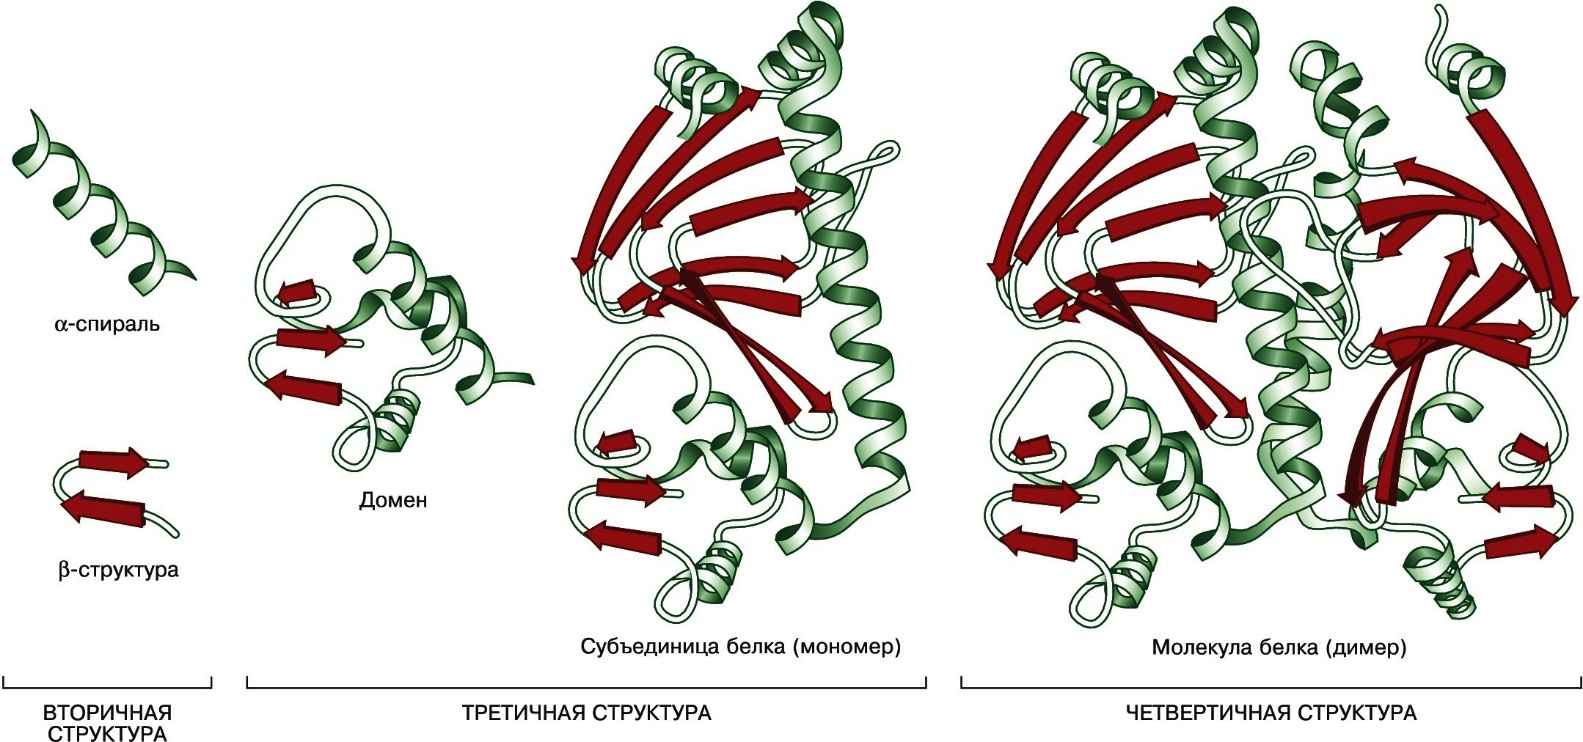 α-спираль
β-структура
Домен
Субъединица белка (мономер)
Молекула белка (димер)
ВТОРИЧНАЯ
СТРУКТУРА
ТРЕТИЧНАЯ СТРУКТУРА
ЧЕТВЕРТИЧНАЯ СТРУКТУРА